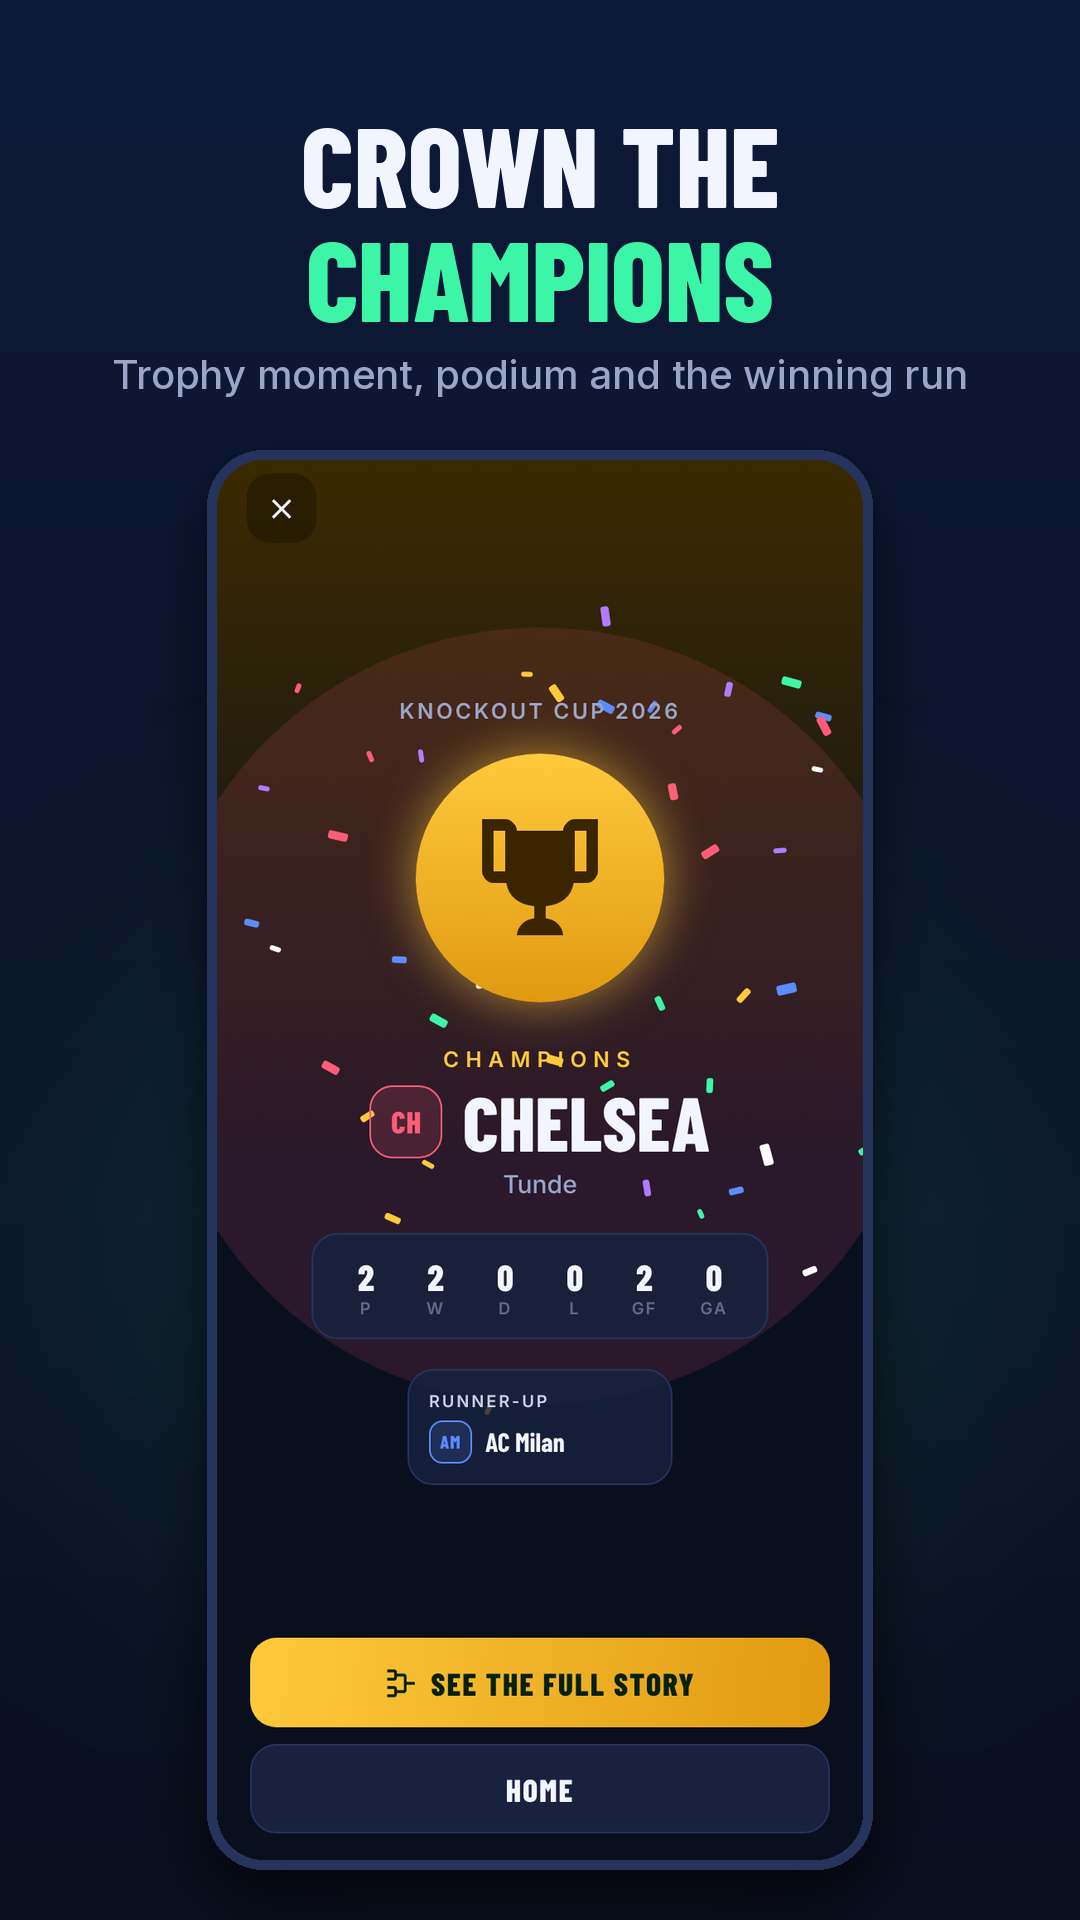 CROWN THE
CHAMPIONS
Trophy moment, podium and the winning run
KNOCKOUT CUP 2026
CHAMPIONS
CH CHELSEA
Tunde
2 2 0 0 2 0
P W D L GF GA
RUNNER-UP
AM AC Milan
SEE THE FULL STORY
HOME